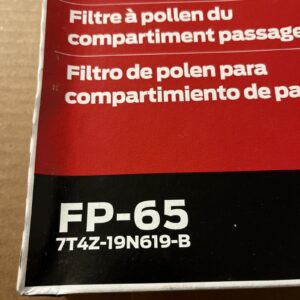 Filtre à pollen du
compartiment passage
Filtro de polen para
compartimiento de pa
FP-65
7T4Z-19N619-B